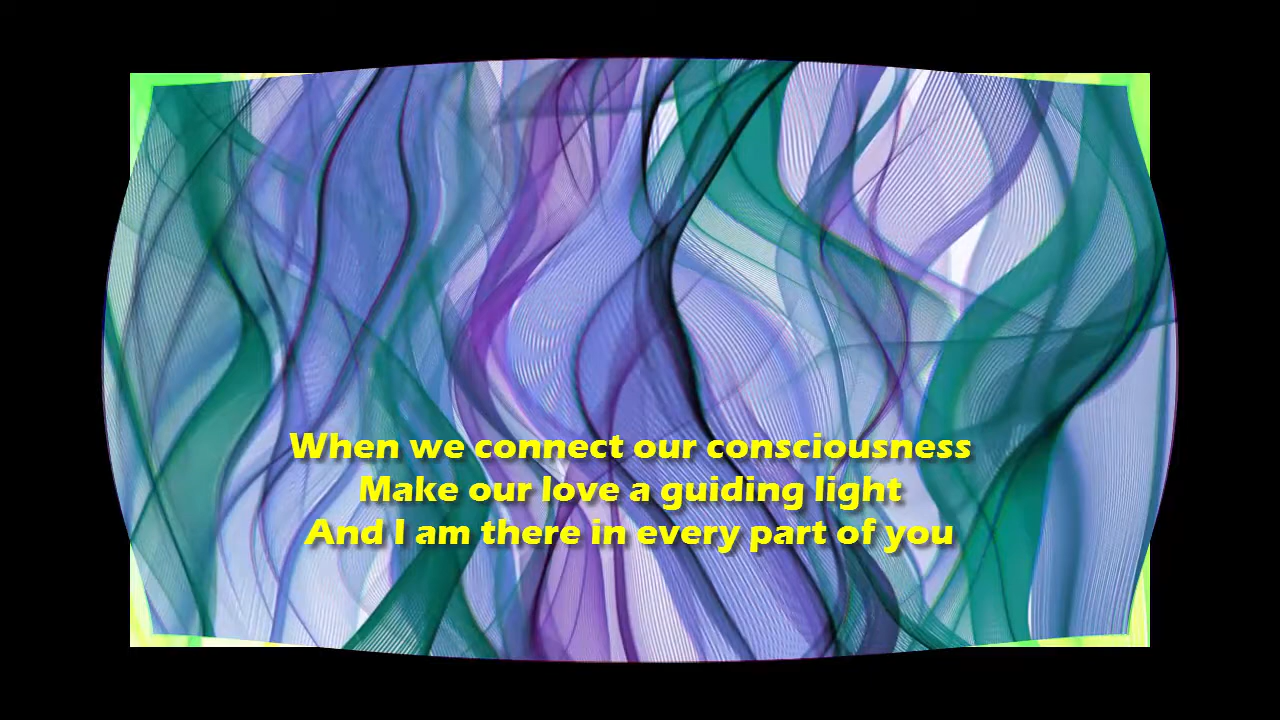 When we connect our consciousness
Make our love a guiding light
And I am there in every part of you